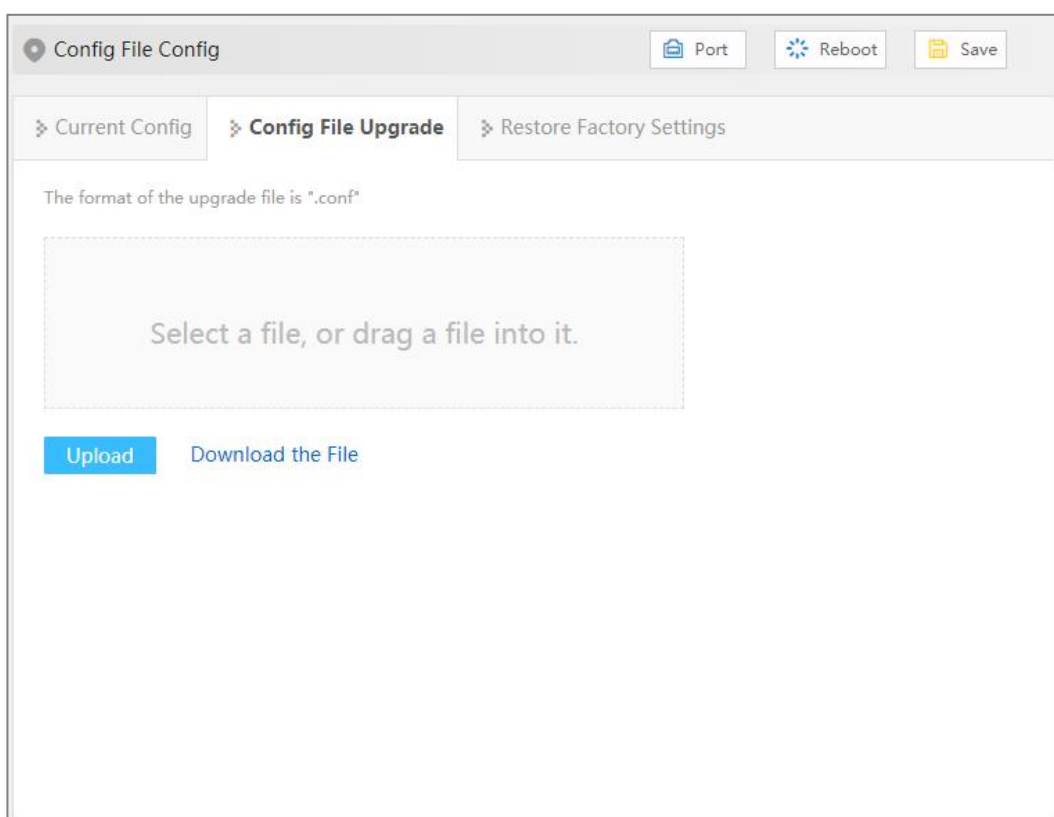 Config File Config Port Reboot Save
Current Config Config File Upgrade Restore Factory Settings
The format of the upgrade file is ".conf"
Select a file, or drag a file into it.
Upload Download the File